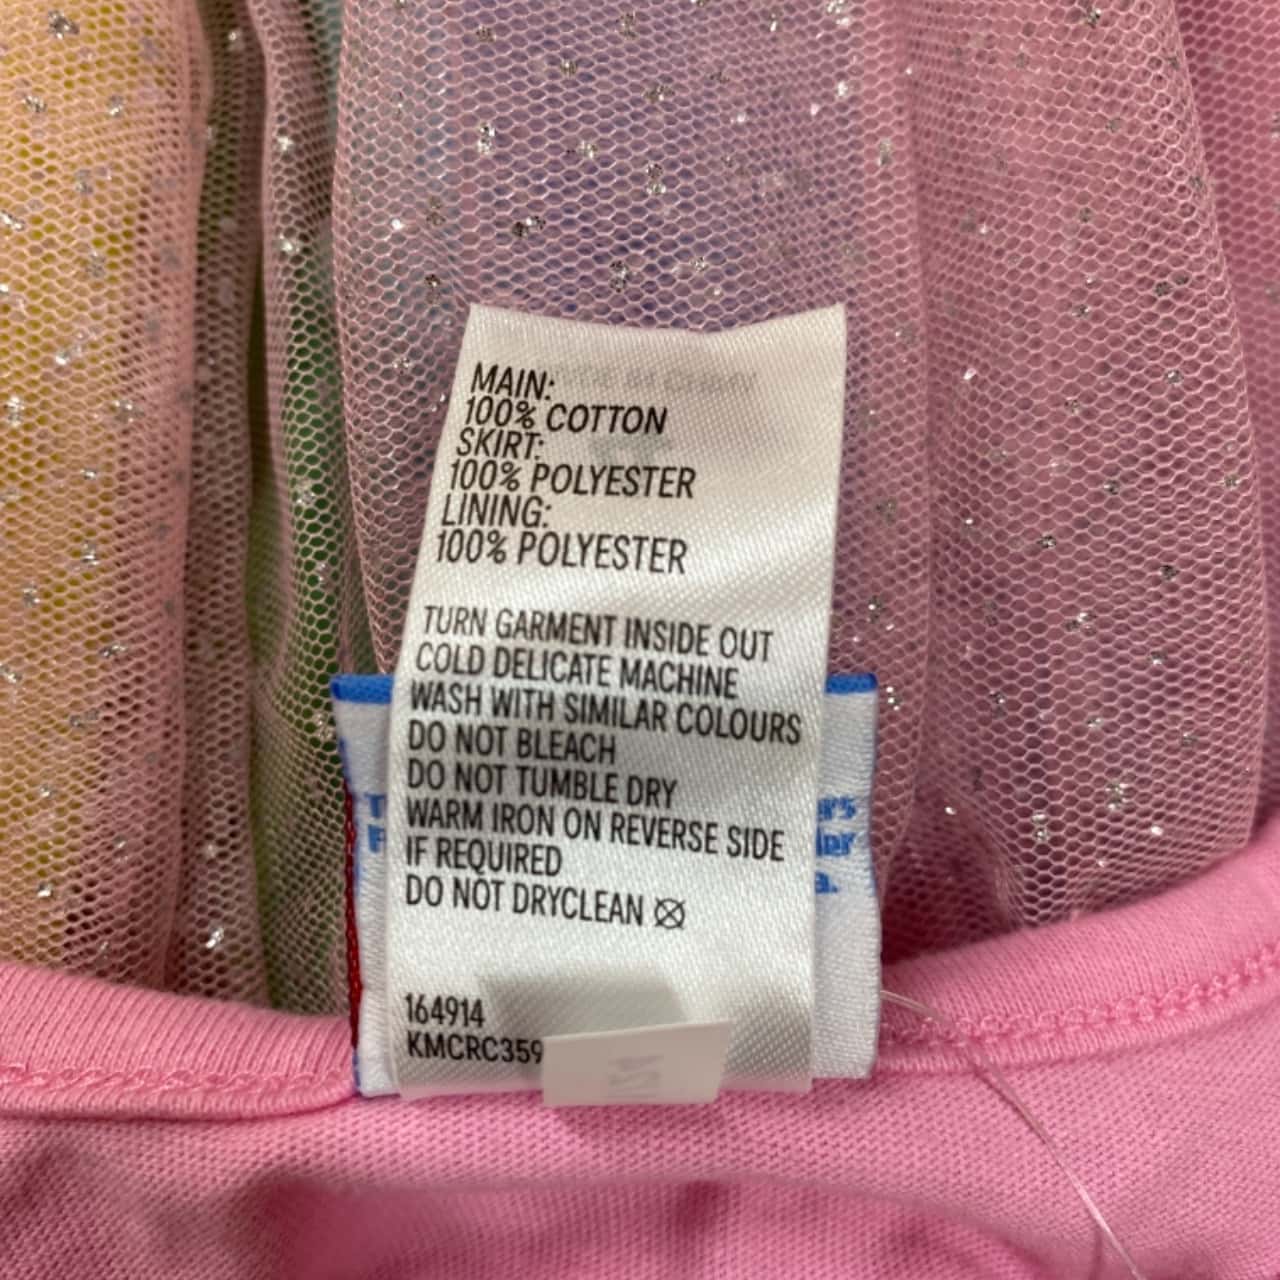 MAIN:
100% COTTON
SKIRT:
100% POLYESTER
LINING:
100% POLYESTER
TURN GARMENT INSIDE OUT
COLD DELICATE MACHINE
WASH WITH SIMILAR COLOURS
DO NOT BLEACH
DO NOT TUMBLE DRY
WARM IRON ON REVERSE SIDE
IF REQUIRED
DO NOT DRYCLEAN
164914
KMCRC359